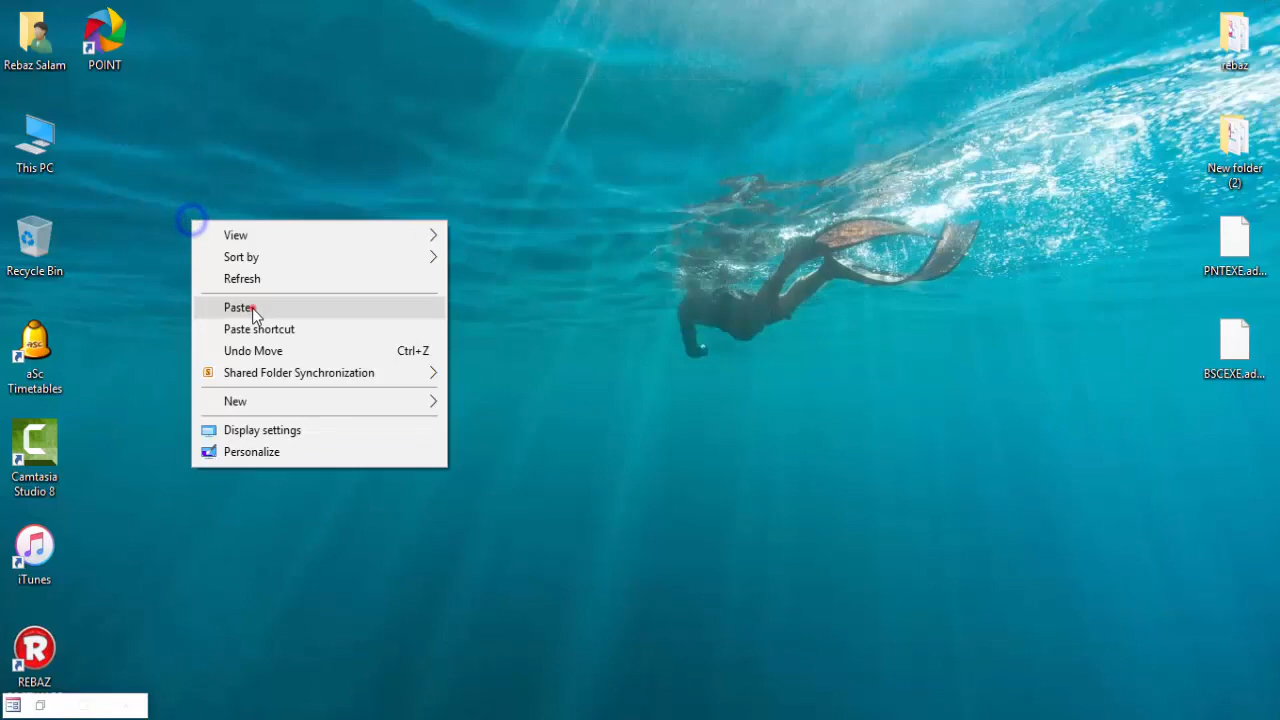 Rebaz Salam
POINT
This PC
Recycle Bin
aSc
Timetables
Camtasia
Studio 8
iTunes
REBAZ
View
Sort by
Refresh
Paste
Paste shortcut
Undo Move Ctrl+Z
Shared Folder Synchronization
New
Display settings
Personalize
rebaz
New folder
(2)
PNTEXE.ad...
BSCEXE.ad...